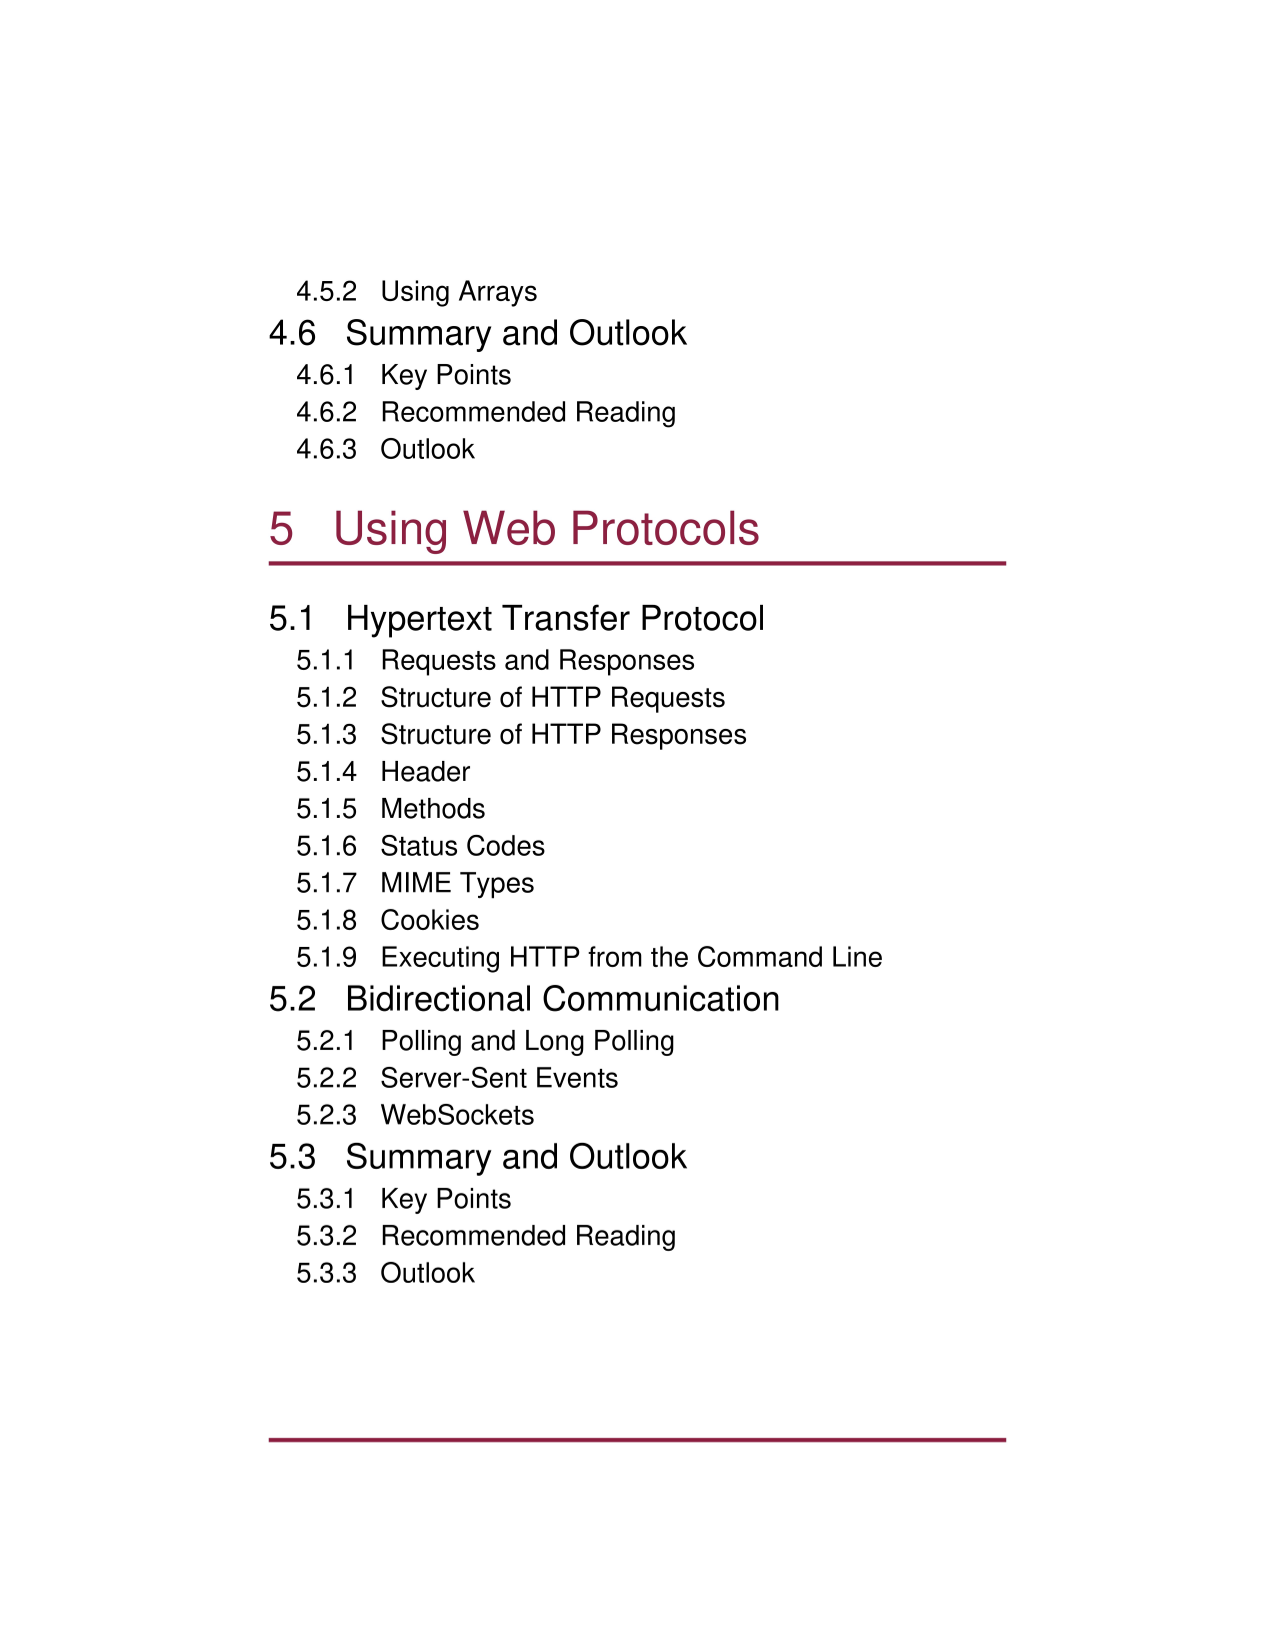 4.5.2 Using Arrays
4.6 Summary and Outlook
4.6.1 Key Points
4.6.2 Recommended Reading
4.6.3 Outlook
5 Using Web Protocols
5.1 Hypertext Transfer Protocol
5.1.1 Requests and Responses
5.1.2 Structure of HTTP Requests
5.1.3 Structure of HTTP Responses
5.1.4 Header
5.1.5 Methods
5.1.6 Status Codes
5.1.7 MIME Types
5.1.8 Cookies
5.1.9 Executing HTTP from the Command Line
5.2 Bidirectional Communication
5.2.1 Polling and Long Polling
5.2.2 Server-Sent Events
5.2.3 WebSockets
5.3 Summary and Outlook
5.3.1 Key Points
5.3.2 Recommended Reading
5.3.3 Outlook